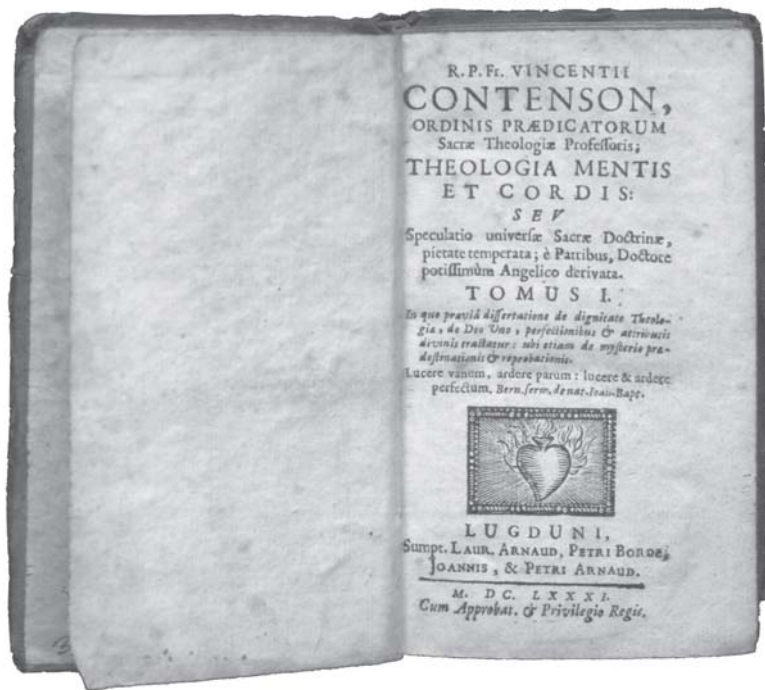 R. P. Fr. VINCENTII
CONTENSON,
ORDINIS PRÆDICATORUM
Sacræ Theologiæ Profeſſoris;
THEOLOGIA MENTIS
ET CORDIS:
SEV
Speculatio univerſæ Sacræ Doctrinæ,
pietate temperata; è Patribus, Doctore
potiſſimùm Angelico derivata.
TOMUS I.
In quo præviâ diſſertatione de dignitate Theolo-
giæ, de Deo Uno, perfectionibus & attributis
divinis tractatur: ubi etiam de myſterio præ-
deſtinationis & reprobationis.
Lucere vanum, ardere parum: lucere & ardere
perfectum. Bern. ſerm. de nat. Ioan. Bapt.
LUGDUNI,
Sumpt. LAUR. ARNAUD, PETRI BORDE,
JOANNIS, & PETRI ARNAUD.
M. DC. LXXXI.
Cum Approbat. & Privilegio Regis.